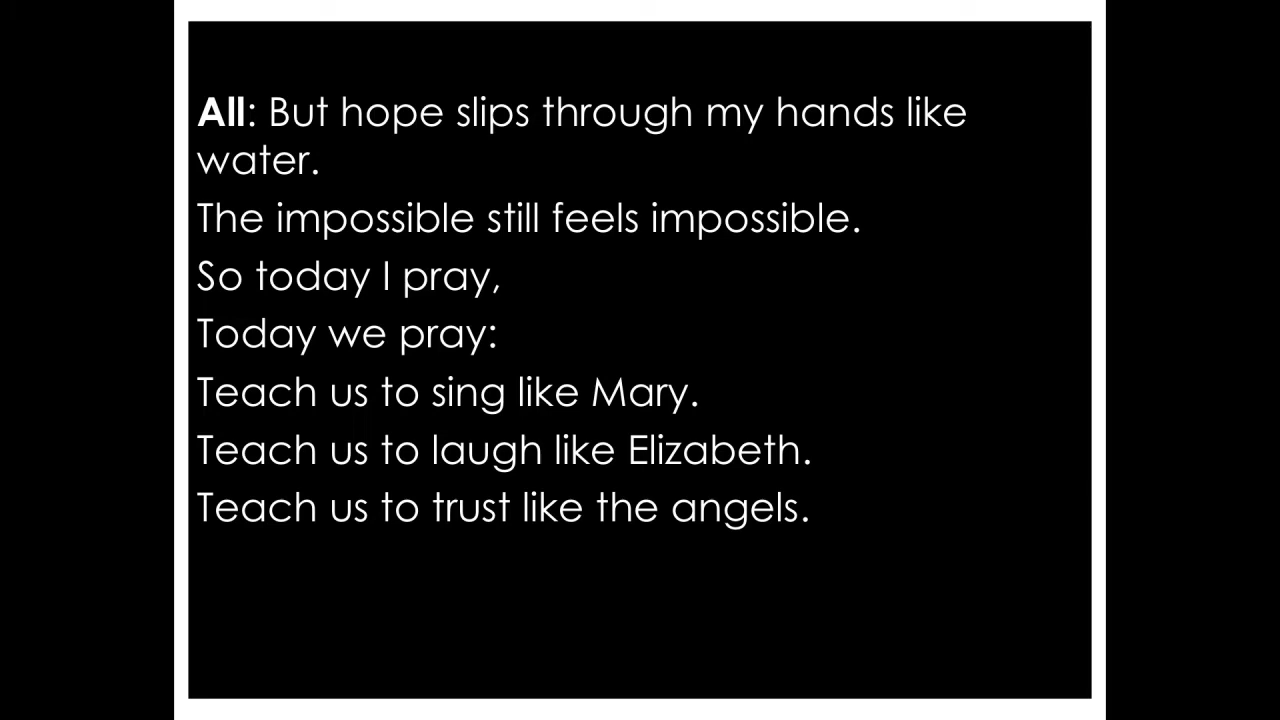 All: But hope slips through my hands like
water.
The impossible still feels impossible.
So today I pray,
Today we pray:
Teach us to sing like Mary.
Teach us to laugh like Elizabeth.
Teach us to trust like the angels.